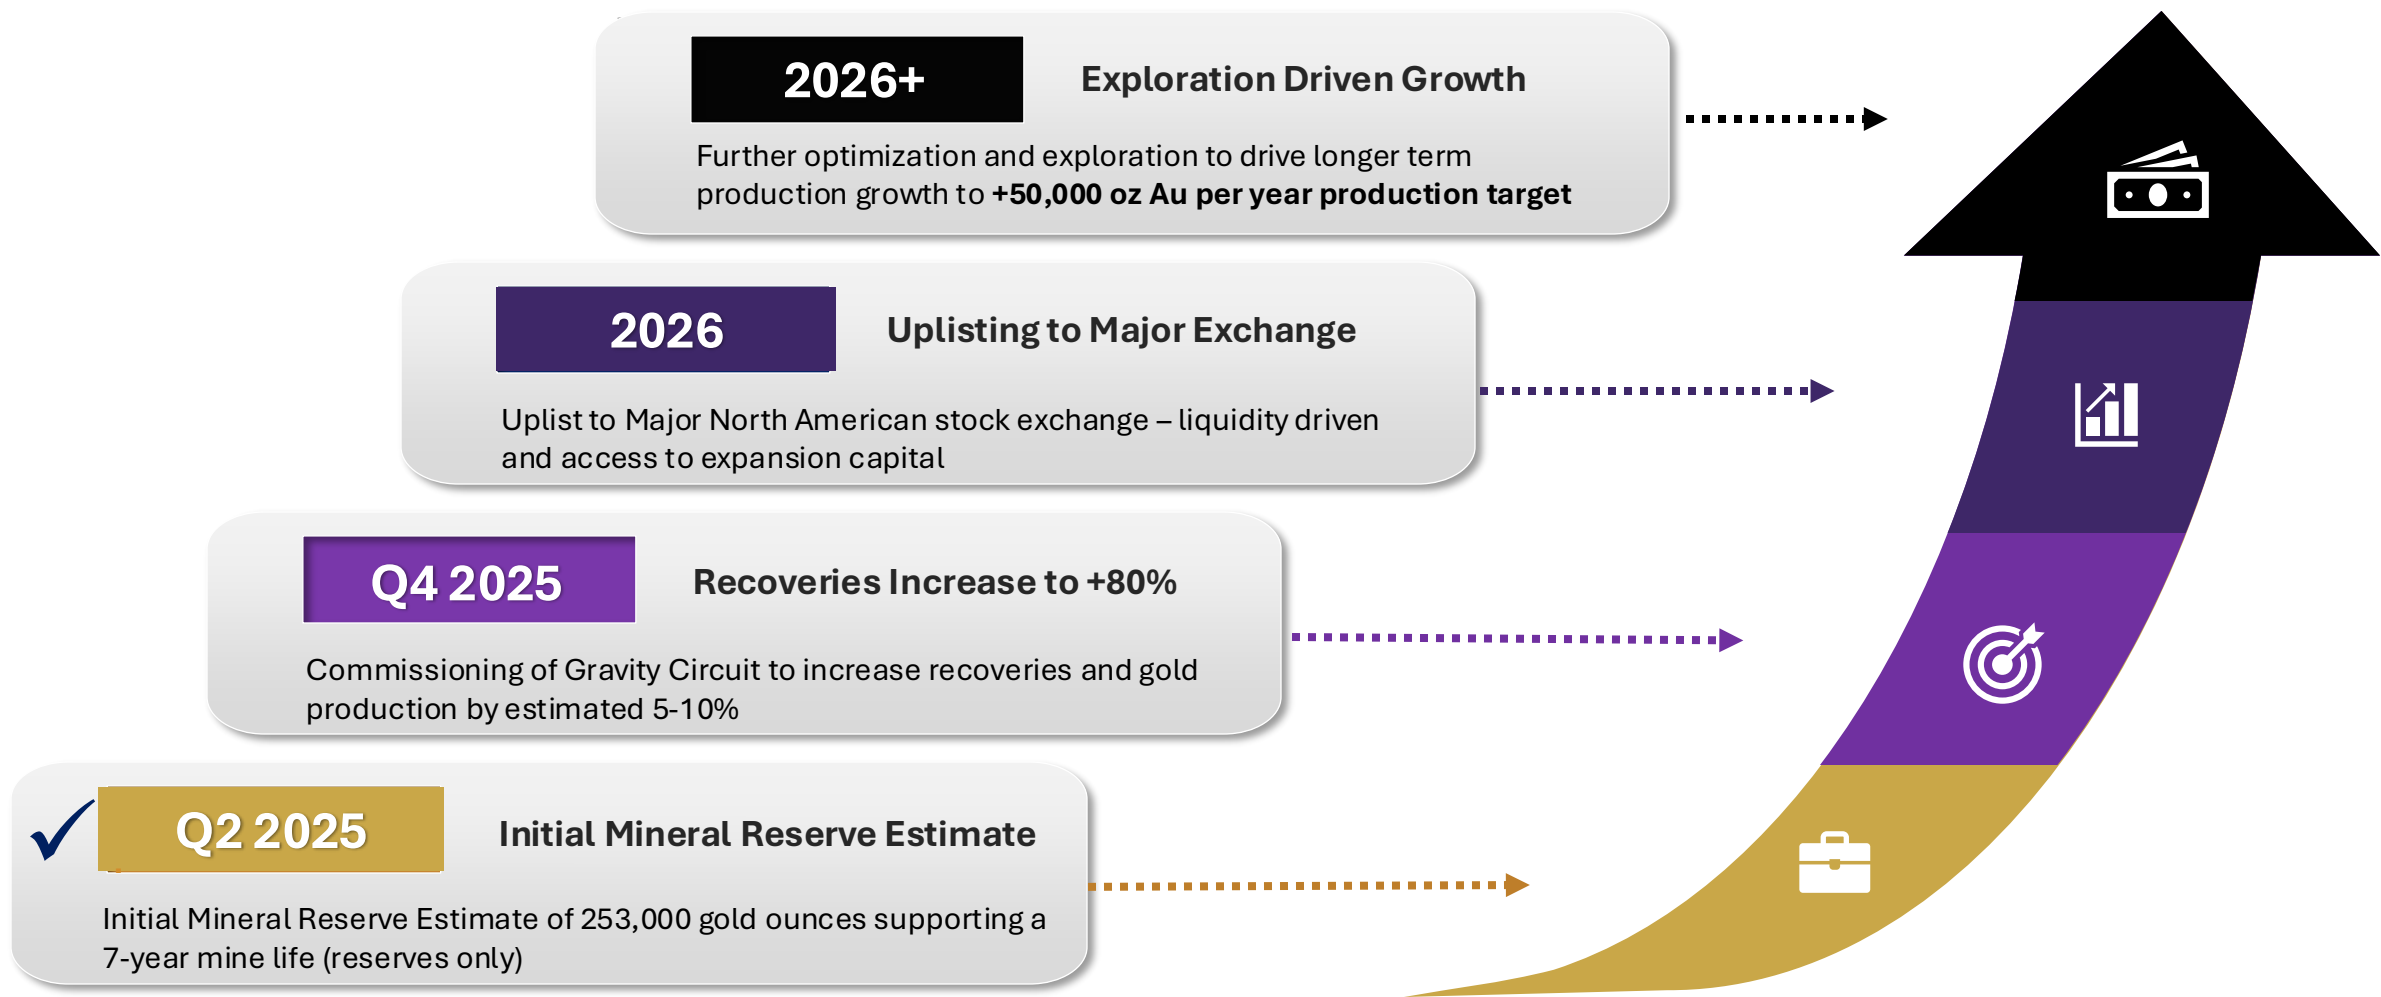 2026+
Exploration Driven Growth
Further optimization and exploration to drive longer term
production growth to +50,000 oz Au per year production target
2026
Uplisting to Major Exchange
Uplist to Major North American stock exchange – liquidity driven
and access to expansion capital
Q4 2025
Recoveries Increase to +80%
Commissioning of Gravity Circuit to increase recoveries and gold
production by estimated 5-10%
Q2 2025
Initial Mineral Reserve Estimate
Initial Mineral Reserve Estimate of 253,000 gold ounces supporting a
7-year mine life (reserves only)